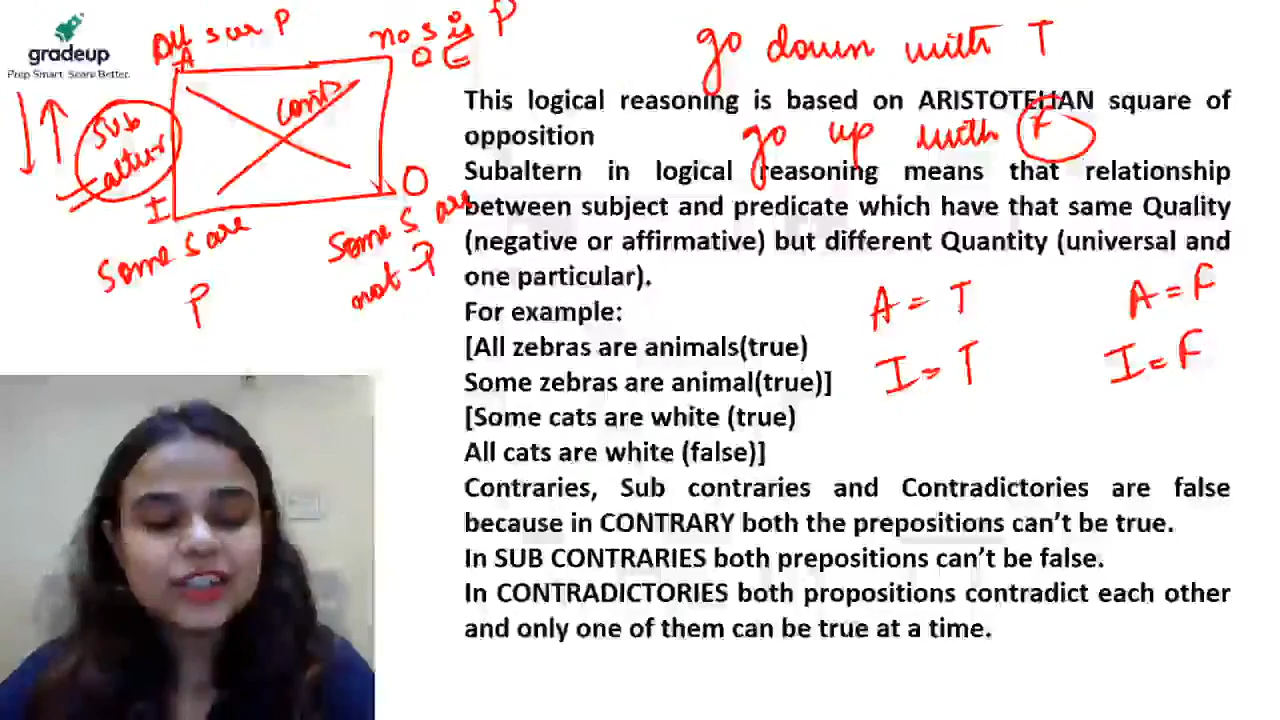 gradeup
Prep Smart. Score Better.
All S are P
A
no S is P
O E
go down with T
This logical reasoning is based on ARISTOTELIAN square of
opposition
go up with F
Subaltern in logical reasoning means that relationship
between subject and predicate which have that same Quality
(negative or affirmative) but different Quantity (universal and
one particular).
For example:
[All zebras are animals(true)
Some zebras are animal(true)]
[Some cats are white (true)
All cats are white (false)]
Contraries, Sub contraries and Contradictories are false
because in CONTRARY both the prepositions can't be true.
In SUB CONTRARIES both prepositions can't be false.
In CONTRADICTORIES both propositions contradict each other
and only one of them can be true at a time.
Sub
I
O
Some S are
P
Some S are
not P
A = T
I = T
A = F
I = F